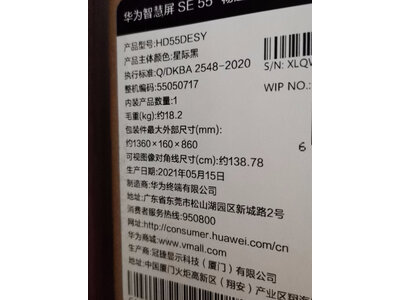 华为智慧屏 SE 55
产品型号:HD55DESY
产品主体颜色:星际黑
执行标准:Q/DKBA 2548-2020
整机编码:55050717
内装产品数量:1
毛重(kg):约18.2
包装件最大外部尺寸(mm):
约1360×160×860
可视图像对角线尺寸(cm):约138.78
生产日期:2021年05月15日
制造商:华为终端有限公司
地址:广东省东莞市松山湖园区新城路2号
消费者服务热线:950800
网址:http://consumer.huawei.com/cn
华为商城:www.vmall.com
生产商:冠捷显示科技（厦门）有限公司
地址:中国厦门火炬高新区（翔安）产业区翔
S/N: XLQW
WIP NO.:
6